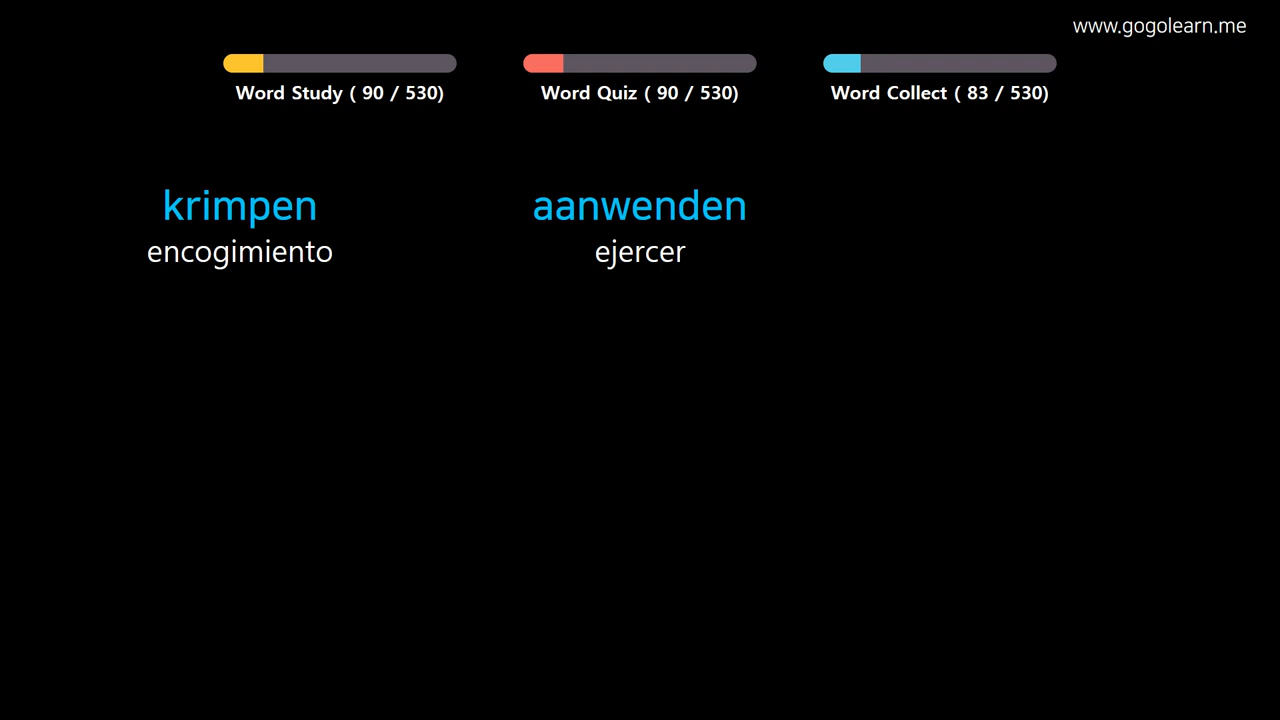 www.gogolearn.me
Word Study ( 90 / 530)
Word Quiz ( 90 / 530)
Word Collect ( 83 / 530)
krimpen
encogimiento
aanwenden
ejercer